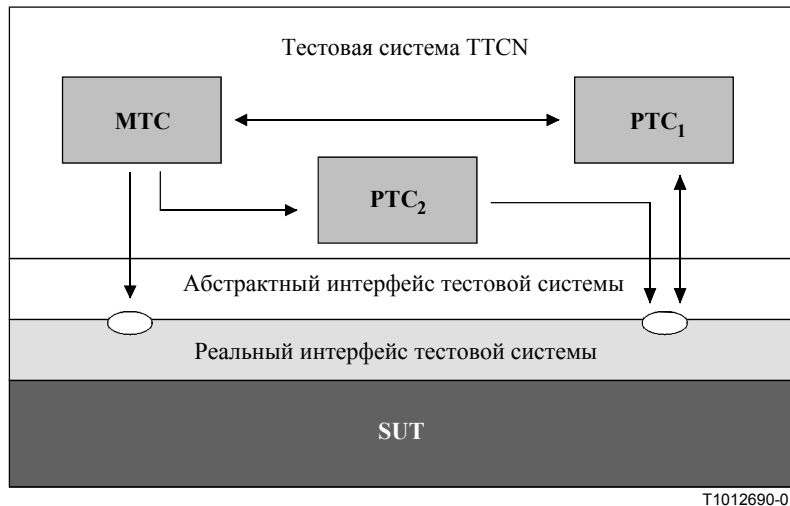 Тестовая система TTCN
MTC
PTC1
PTC2
Абстрактный интерфейс тестовой системы
Реальный интерфейс тестовой системы
SUT
T1012690-0